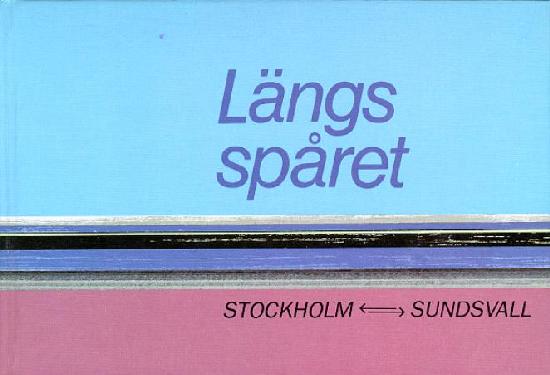 Längs
spåret
STOCKHOLM ⟷ SUNDSVALL